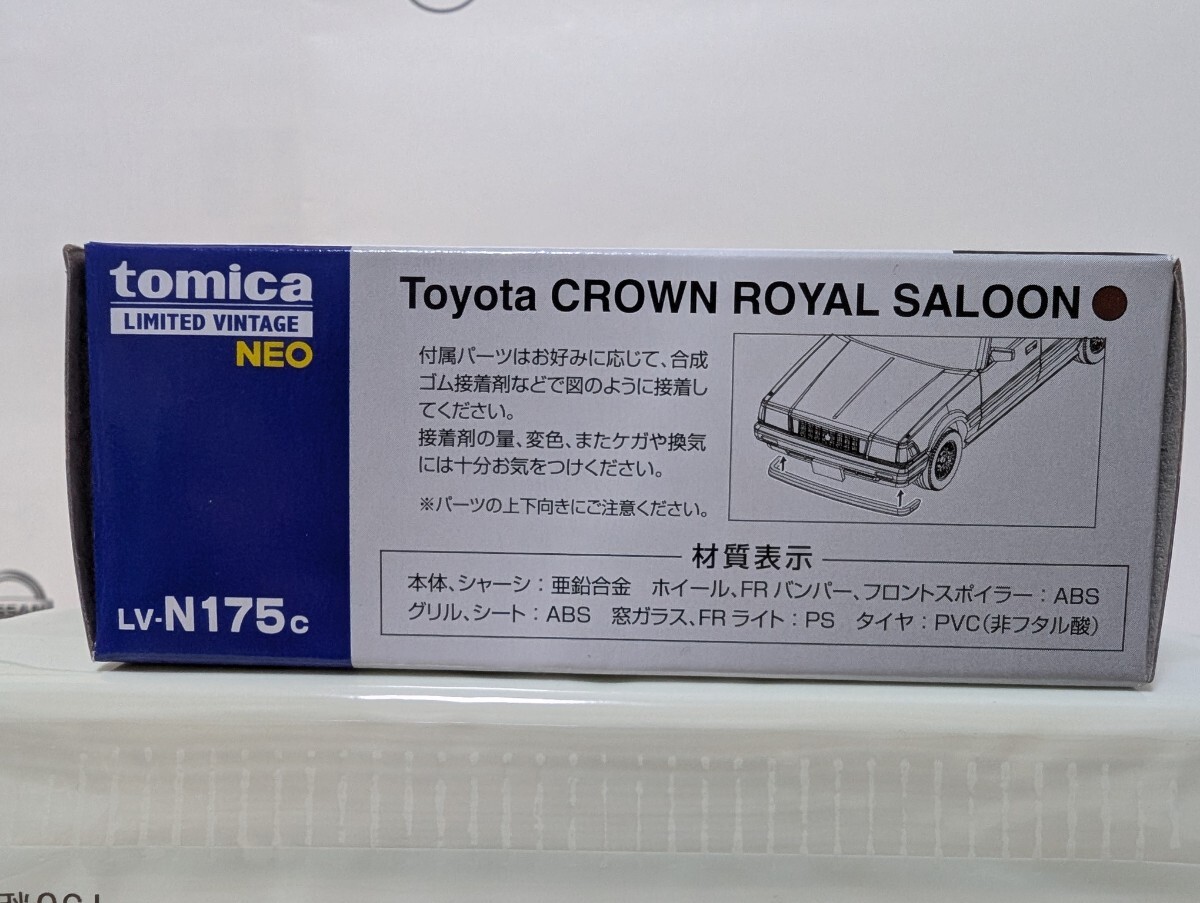 tomica
LIMITED VINTAGE
NEO
LV-N175c
Toyota CROWN ROYAL SALOON
付属パーツはお好みに応じて、合成
ゴム接着剤などで図のように接着し
てください。
接着剤の量、変色、またケガや換気
には十分お気をつけください。
※パーツの上下向きにご注意ください。
材質表示
本体、シャーシ:亜鉛合金 ホイール、FRバンパー、フロントスポイラー:ABS
グリル、シート:ABS 窓ガラス、FRライト:PS タイヤ:PVC(非フタル酸)